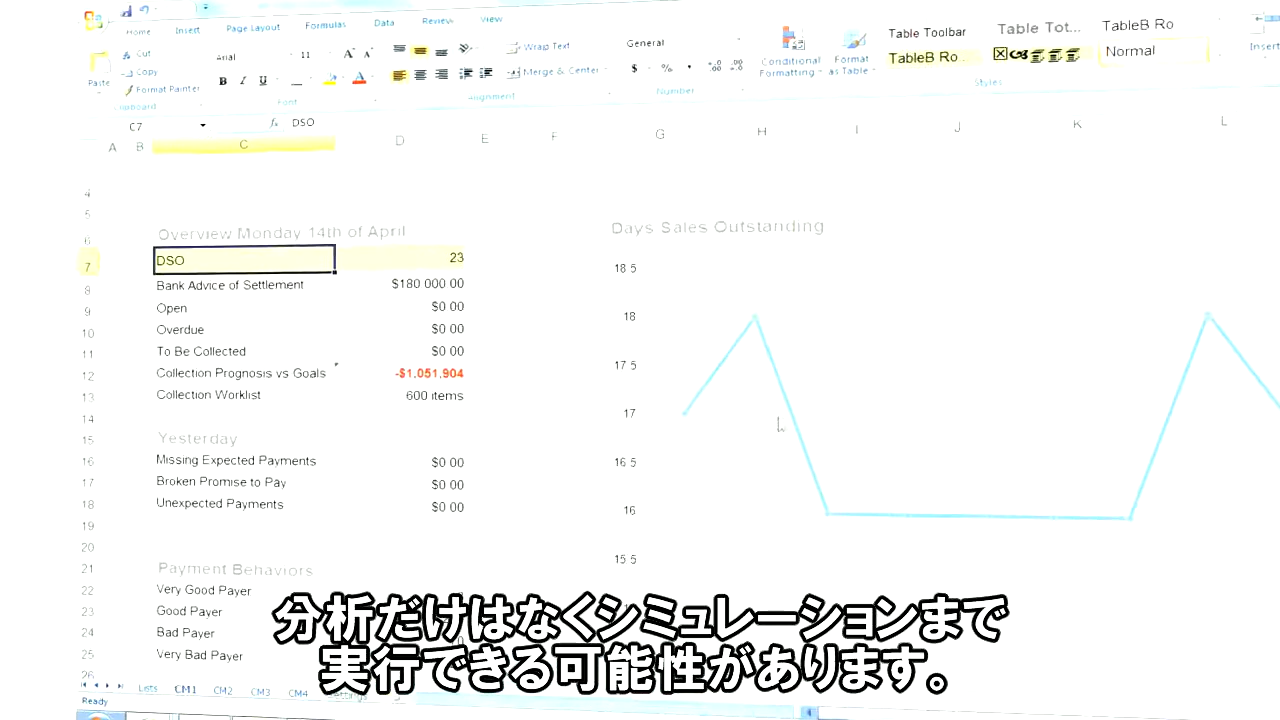 Home Insert Page Layout Formulas Data Review View
Cut
Copy
Format Painter
Paste
Clipboard
Arial 11
B I U
Font
Wrap Text
Merge & Center
Alignment
General
$ %
Number
Conditional Formatting
Format as Table
Table Toolbar
Table Tot...
TableB Ro
TableB Ro
Normal
Styles
Insert
C7 fx DSO
A B C D E F G H I J K L
4
5
6 Overview Monday 14th of April
7 DSO 23
8 Bank Advice of Settlement $180 000 00
9 Open $0 00
10 Overdue $0 00
11 To Be Collected $0 00
12 Collection Prognosis vs Goals -$1,051,904
13 Collection Worklist 600 items
14
15 Yesterday
16 Missing Expected Payments $0 00
17 Broken Promise to Pay $0 00
18 Unexpected Payments $0 00
19
20
21 Payment Behaviors
22 Very Good Payer
23 Good Payer
24 Bad Payer
25 Very Bad Payer
26
Days Sales Outstanding
18 5
18
17 5
17
16 5
16
15 5
分析だけはなくシミュレーションまで
実行できる可能性があります。
Lists CM1 CM2 CM3 CM4 Settings
Ready